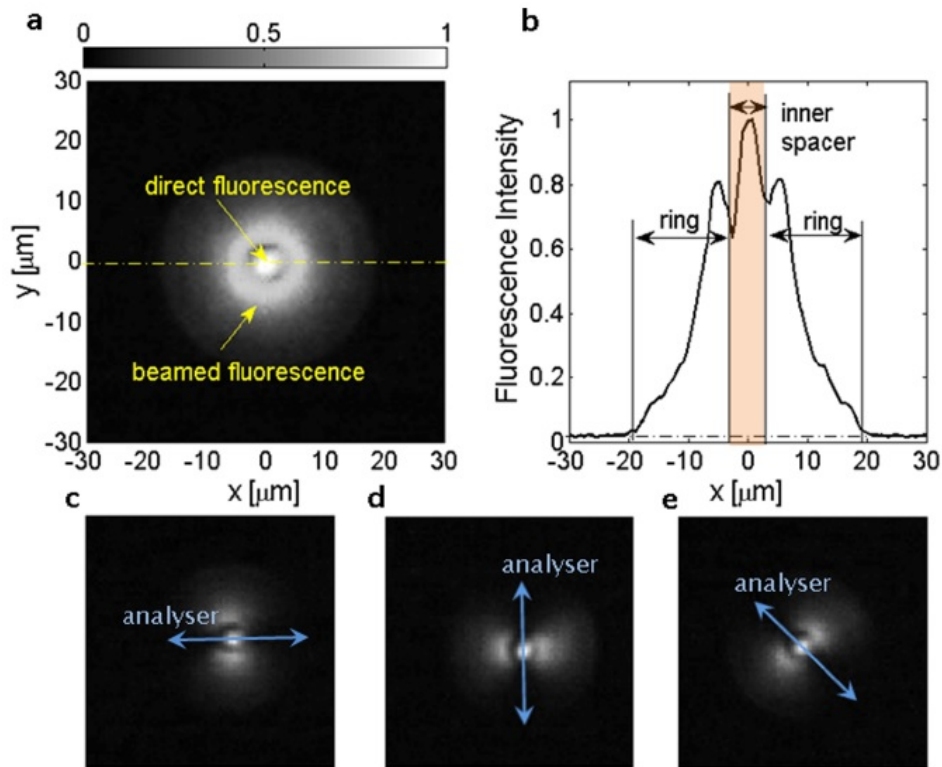 a
b
0 0.5 1
30
20
10
0
-10
-20
-30
y [μm]
direct fluorescence
beamed fluorescence
-30 -20 -10 0 10 20 30
x [μm]
Fluorescence Intensity
1
0.8
0.6
0.4
0.2
0
inner
spacer
ring
ring
-30 -20 -10 0 10 20 30
x [μm]
c
analyser
d
analyser
e
analyser